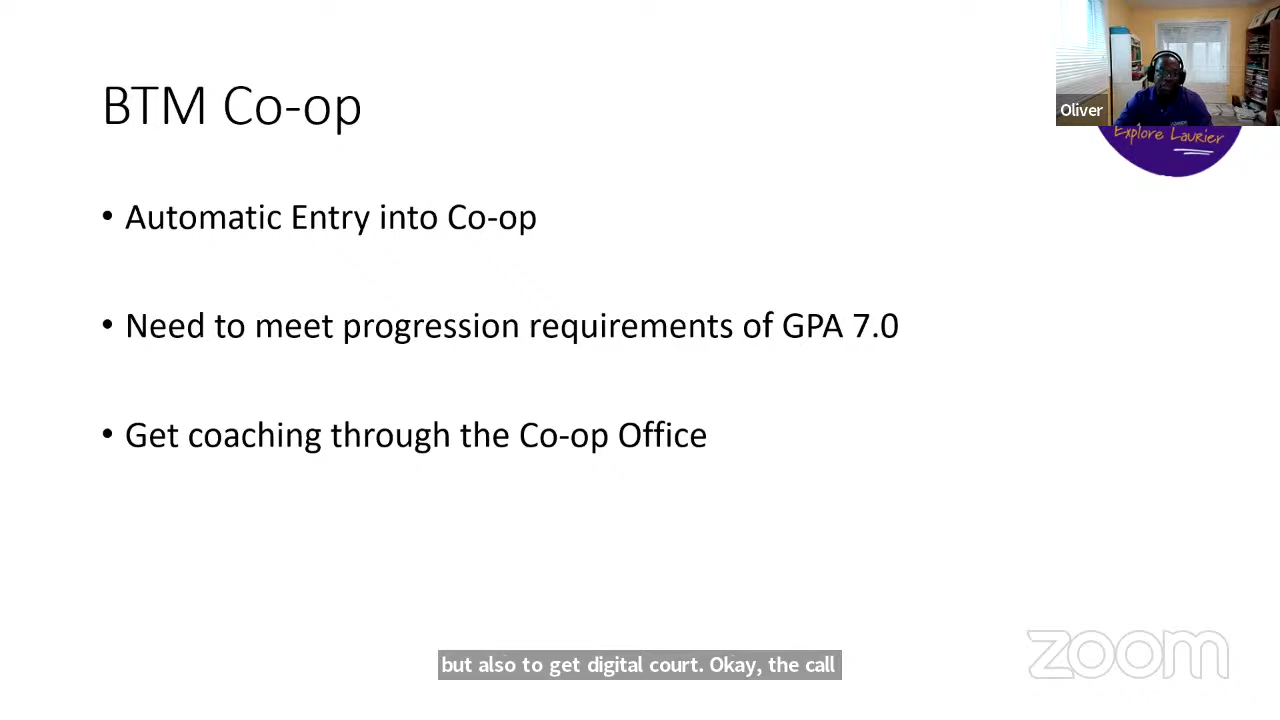 BTM Co-op
Oliver
Explore Laurier
• Automatic Entry into Co-op
• Need to meet progression requirements of GPA 7.0
• Get coaching through the Co-op Office
but also to get digital court. Okay, the call
zoom